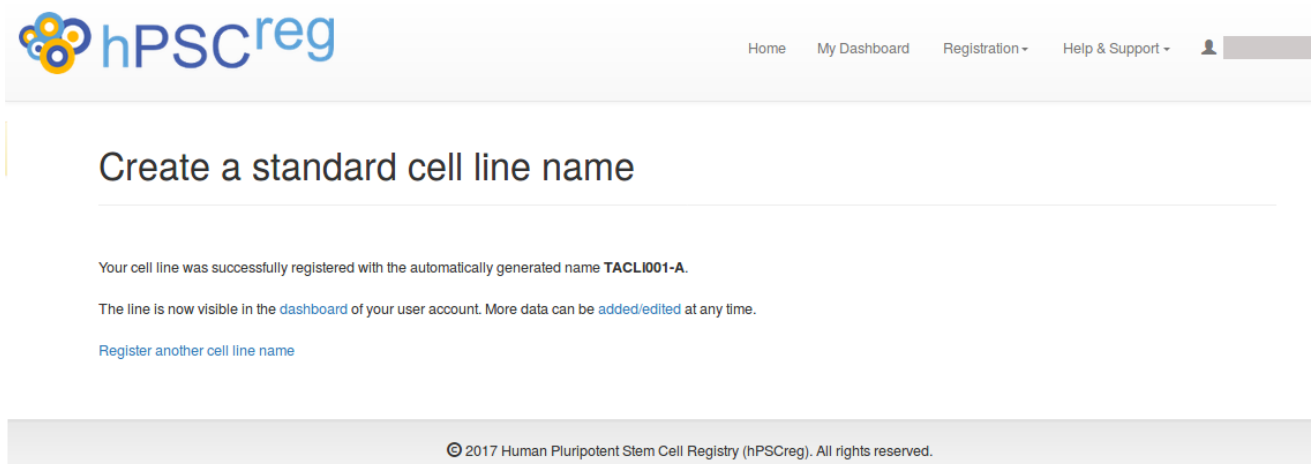 hPSCreg
Home My Dashboard Registration Help & Support
Create a standard cell line name
Your cell line was successfully registered with the automatically generated name TACLI001-A.
The line is now visible in the dashboard of your user account. More data can be added/edited at any time.
Register another cell line name
© 2017 Human Pluripotent Stem Cell Registry (hPSCreg). All rights reserved.